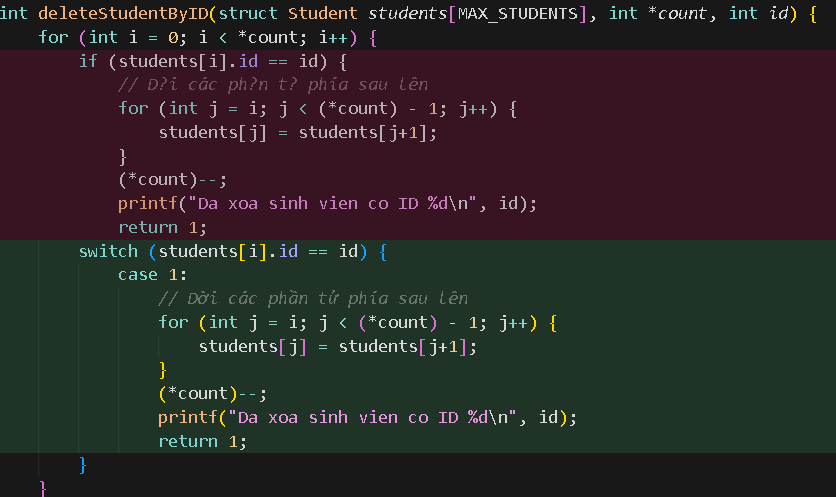 int deleteStudentByID(struct Student students[MAX_STUDENTS], int *count, int id) {
    for (int i = 0; i < *count; i++) {
        if (students[i].id == id) {
            // D?i các ph?n t? phía sau lên
            for (int j = i; j < (*count) - 1; j++) {
                students[j] = students[j+1];
            }
            (*count)--;
            printf("Da xoa sinh vien co ID %d\n", id);
            return 1;
        switch (students[i].id == id) {
            case 1:
                // Dời các phần tử phía sau lên
                for (int j = i; j < (*count) - 1; j++) {
                    students[j] = students[j+1];
                }
                (*count)--;
                printf("Da xoa sinh vien co ID %d\n", id);
                return 1;
        }
    }